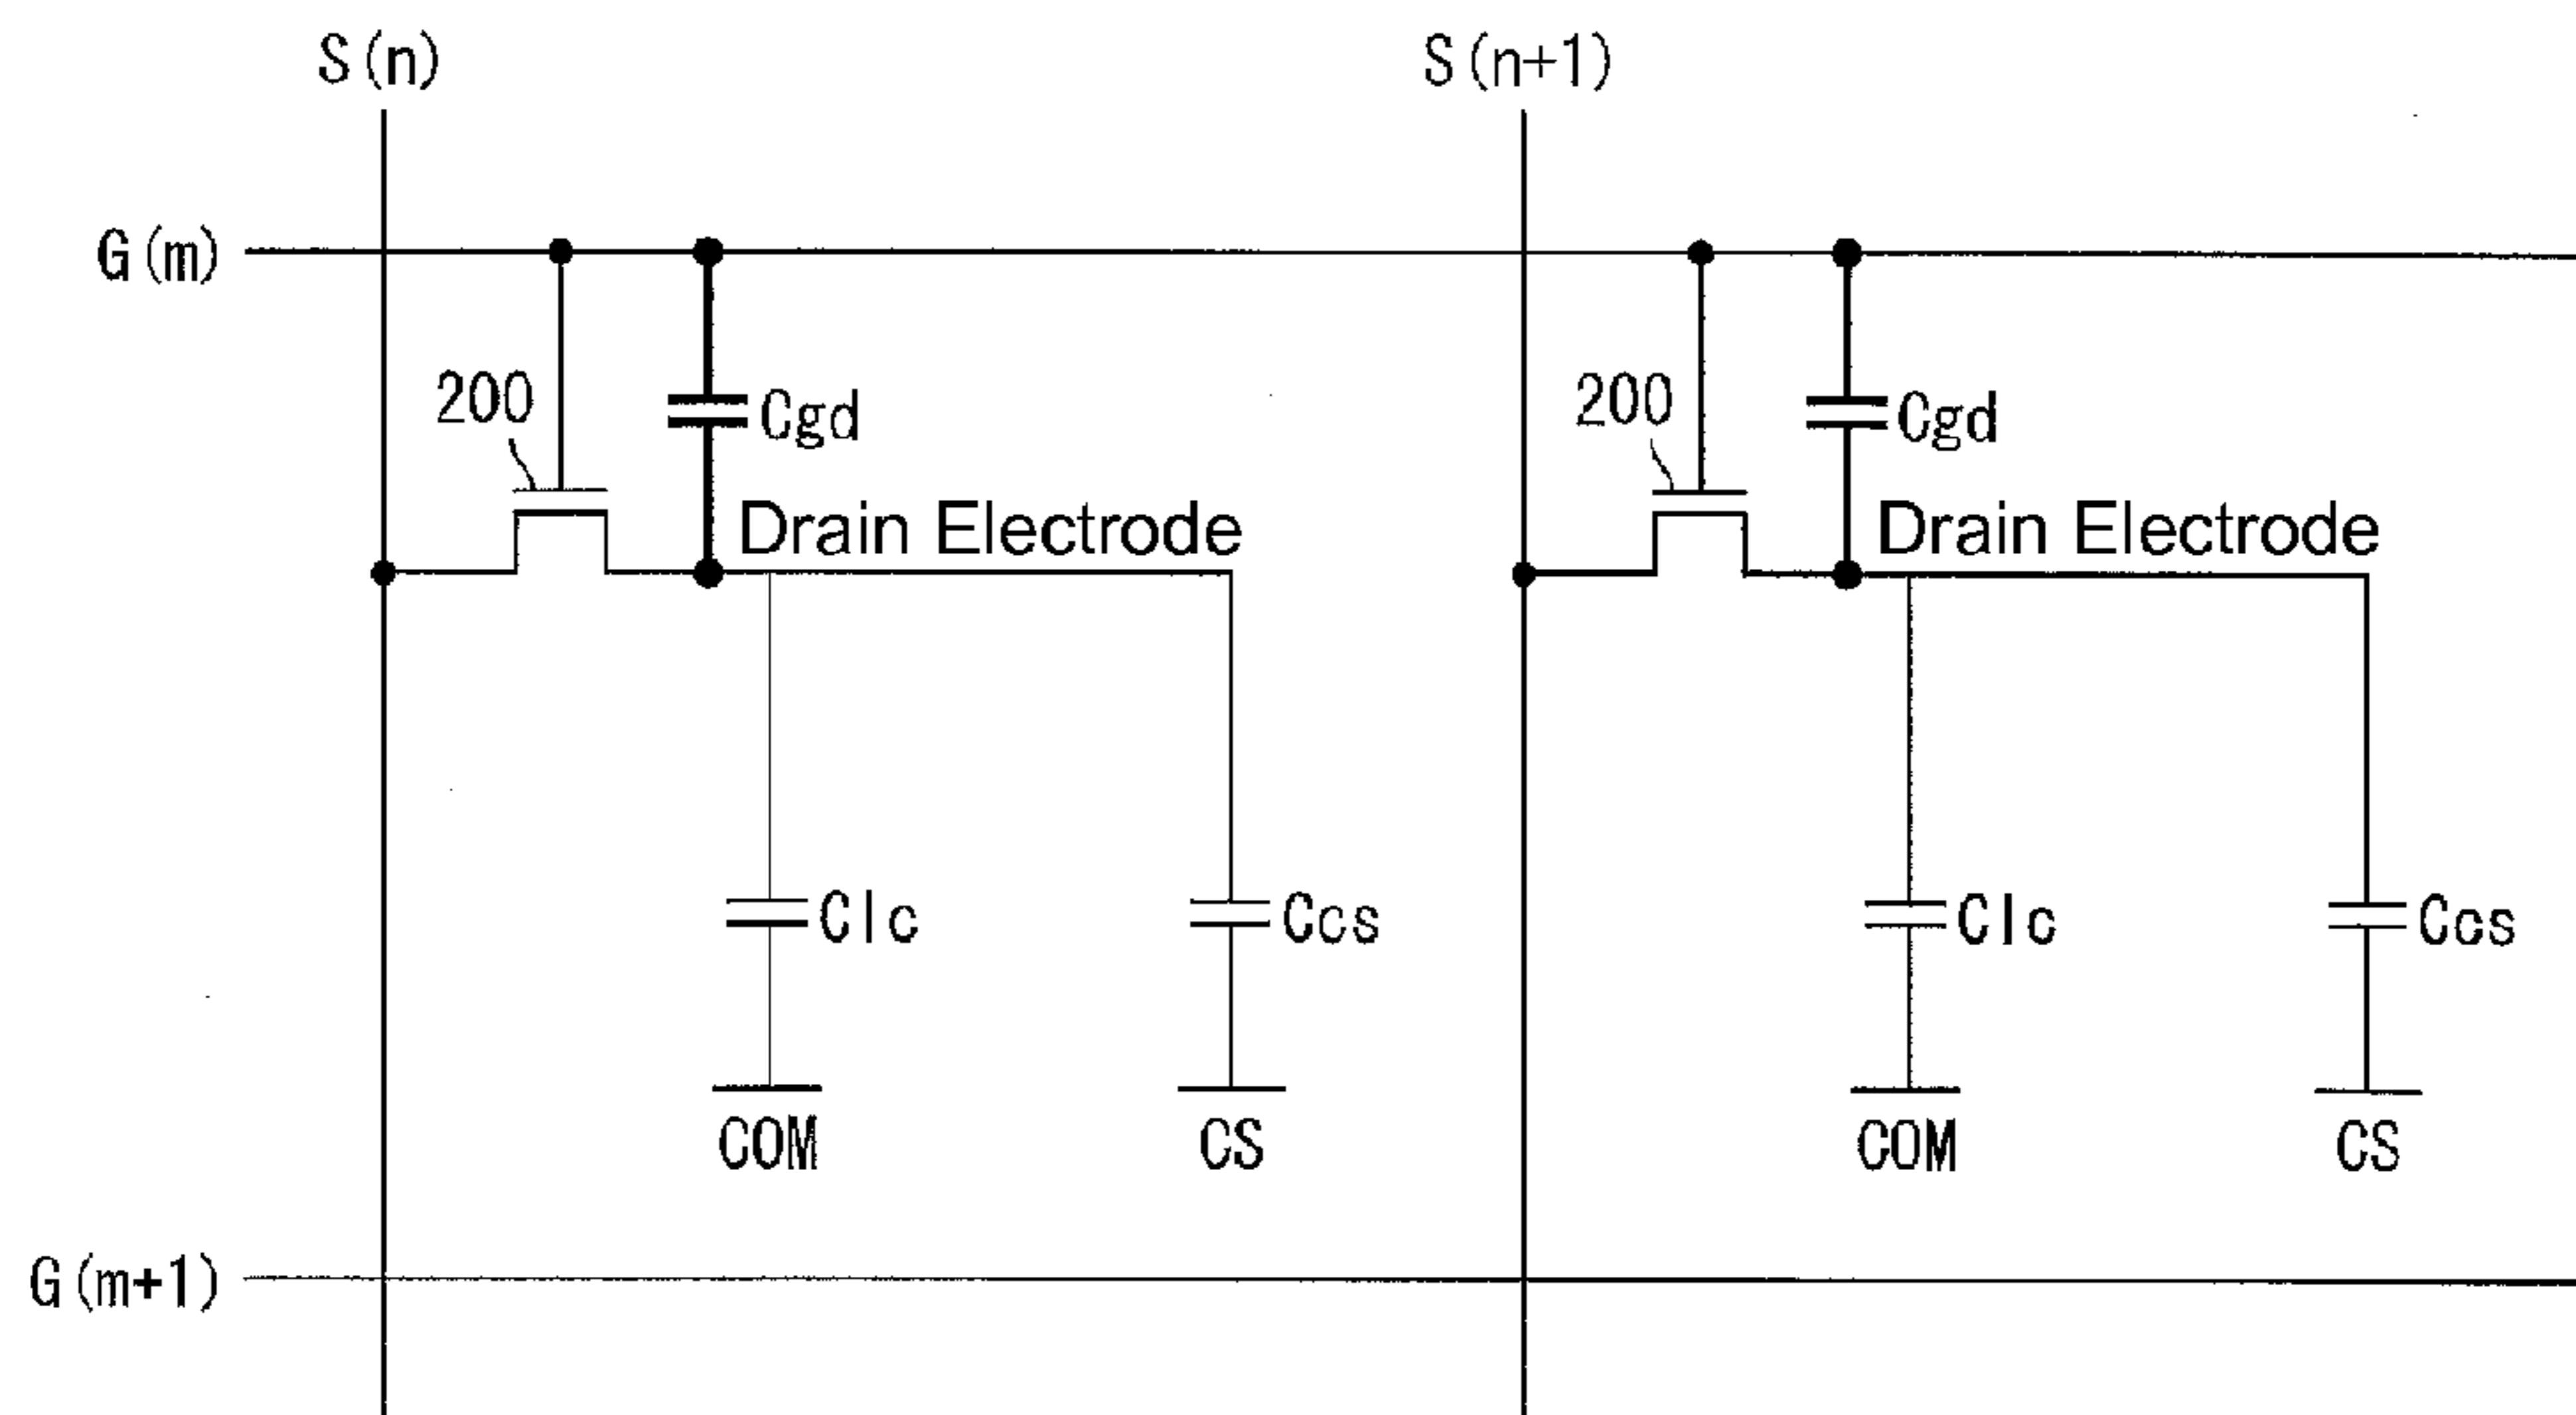 S(n)
S(n+1)
G(m)
200
Cgd
200
Cgd
Drain Electrode
Drain Electrode
Clc
Ccs
Clc
Ccs
COM
CS
COM
CS
G(m+1)